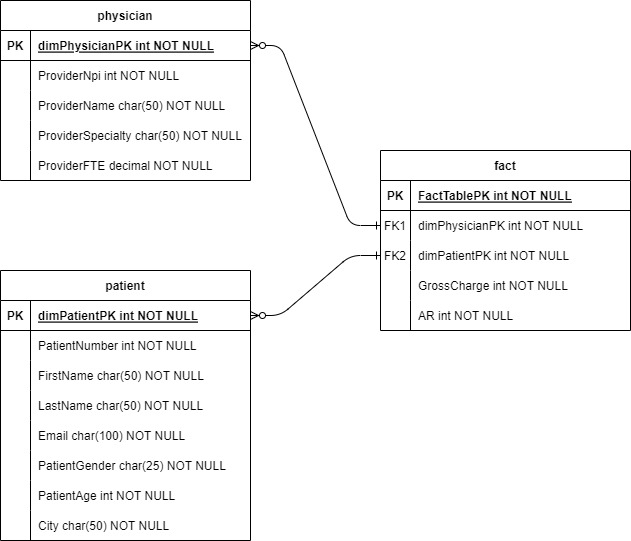 physician
PK dimPhysicianPK int NOT NULL
ProviderNpi int NOT NULL
ProviderName char(50) NOT NULL
ProviderSpecialty char(50) NOT NULL
ProviderFTE decimal NOT NULL
fact
PK FactTablePK int NOT NULL
FK1 dimPhysicianPK int NOT NULL
FK2 dimPatientPK int NOT NULL
GrossCharge int NOT NULL
AR int NOT NULL
patient
PK dimPatientPK int NOT NULL
PatientNumber int NOT NULL
FirstName char(50) NOT NULL
LastName char(50) NOT NULL
Email char(100) NOT NULL
PatientGender char(25) NOT NULL
PatientAge int NOT NULL
City char(50) NOT NULL